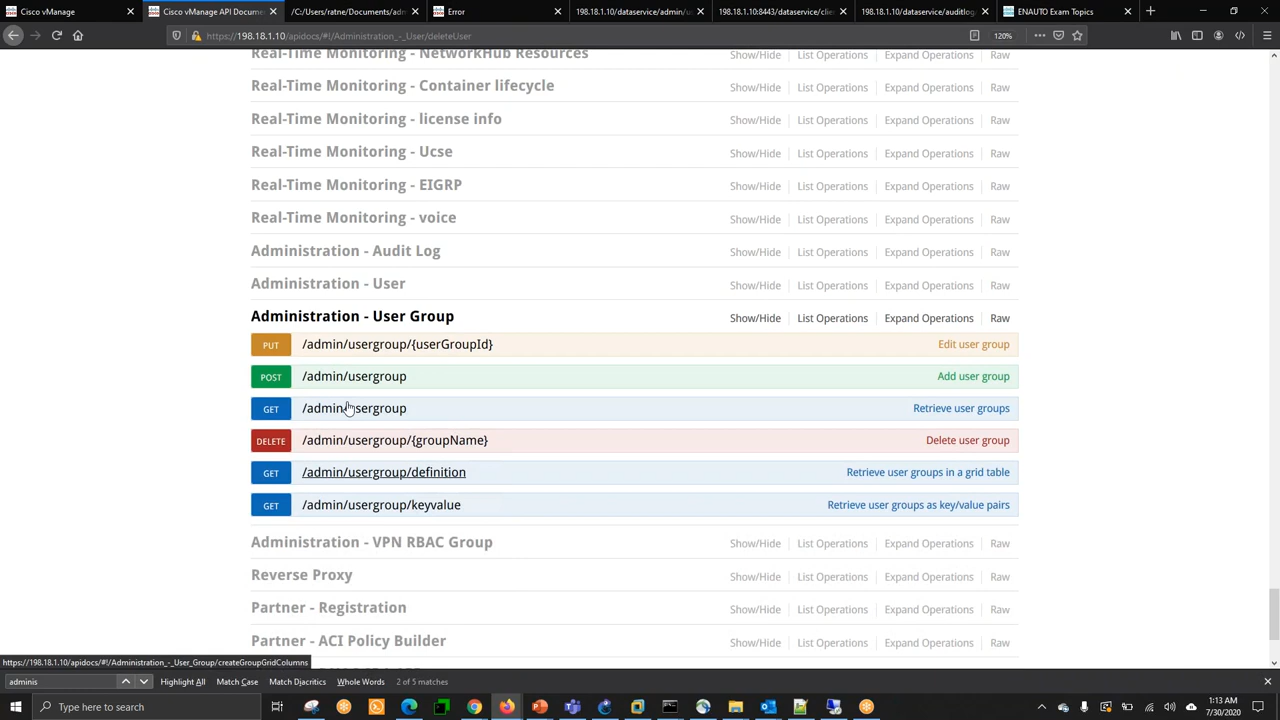 Cisco vManage
Cisco vManage API Documen
/C:/Users/ratne/Documents/adm
Error
198.18.1.10/dataservice/admin/us
198.18.1.10:8443/dataservice/clie
198.18.1.10/dataservice/auditlog
ENAUTO Exam Topics
https://198.18.1.10/apidocs/#!/Administration_-_User/deleteUser
120%
Real-Time Monitoring - NetworkHub Resources Show/Hide List Operations Expand Operations Raw
Real-Time Monitoring - Container lifecycle Show/Hide List Operations Expand Operations Raw
Real-Time Monitoring - license info Show/Hide List Operations Expand Operations Raw
Real-Time Monitoring - Ucse Show/Hide List Operations Expand Operations Raw
Real-Time Monitoring - EIGRP Show/Hide List Operations Expand Operations Raw
Real-Time Monitoring - voice Show/Hide List Operations Expand Operations Raw
Administration - Audit Log Show/Hide List Operations Expand Operations Raw
Administration - User Show/Hide List Operations Expand Operations Raw
Administration - User Group Show/Hide List Operations Expand Operations Raw
PUT /admin/usergroup/{userGroupId} Edit user group
POST /admin/usergroup Add user group
GET /admin/usergroup Retrieve user groups
DELETE /admin/usergroup/{groupName} Delete user group
GET /admin/usergroup/definition Retrieve user groups in a grid table
GET /admin/usergroup/keyvalue Retrieve user groups as key/value pairs
Administration - VPN RBAC Group Show/Hide List Operations Expand Operations Raw
Reverse Proxy Show/Hide List Operations Expand Operations Raw
Partner - Registration Show/Hide List Operations Expand Operations Raw
Partner - ACI Policy Builder Show/Hide List Operations Expand Operations Raw
https://198.18.1.10/apidocs/#!/Administration_-_User_Group/createGroupGridColumns
adminis Highlight All Match Case Match Diacritics Whole Words 2 of 5 matches
Type here to search
1:13 AM
7/30/2020